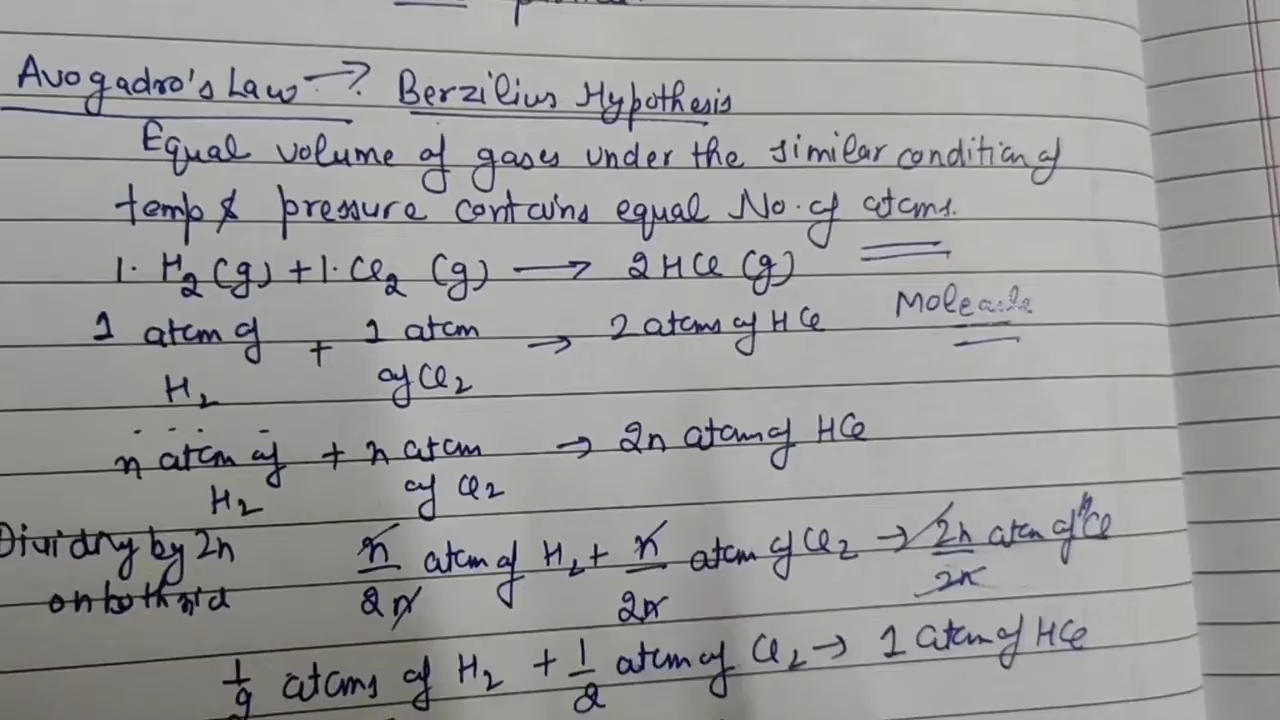 Avogadro's Law → Berzilius Hypothesis
Equal volume of gases under the similar condition of
temp & pressure contains equal No. of atoms.
1. H₂(g) + 1. Cl₂ (g) → 2 HCl (g)
Molecule
1 atom of H₂ + 1 atom of Cl₂ → 2 atoms of HCl
n atom of H₂ + n atom of Cl₂ → 2n atom of HCl
Dividing by 2n
on both sid
n/2n atom of H₂ + n/2n atom of Cl₂ → 2n/2n atom of HCl
1/2 atoms of H₂ + 1/2 atom of Cl₂ → 1 atom of HCl